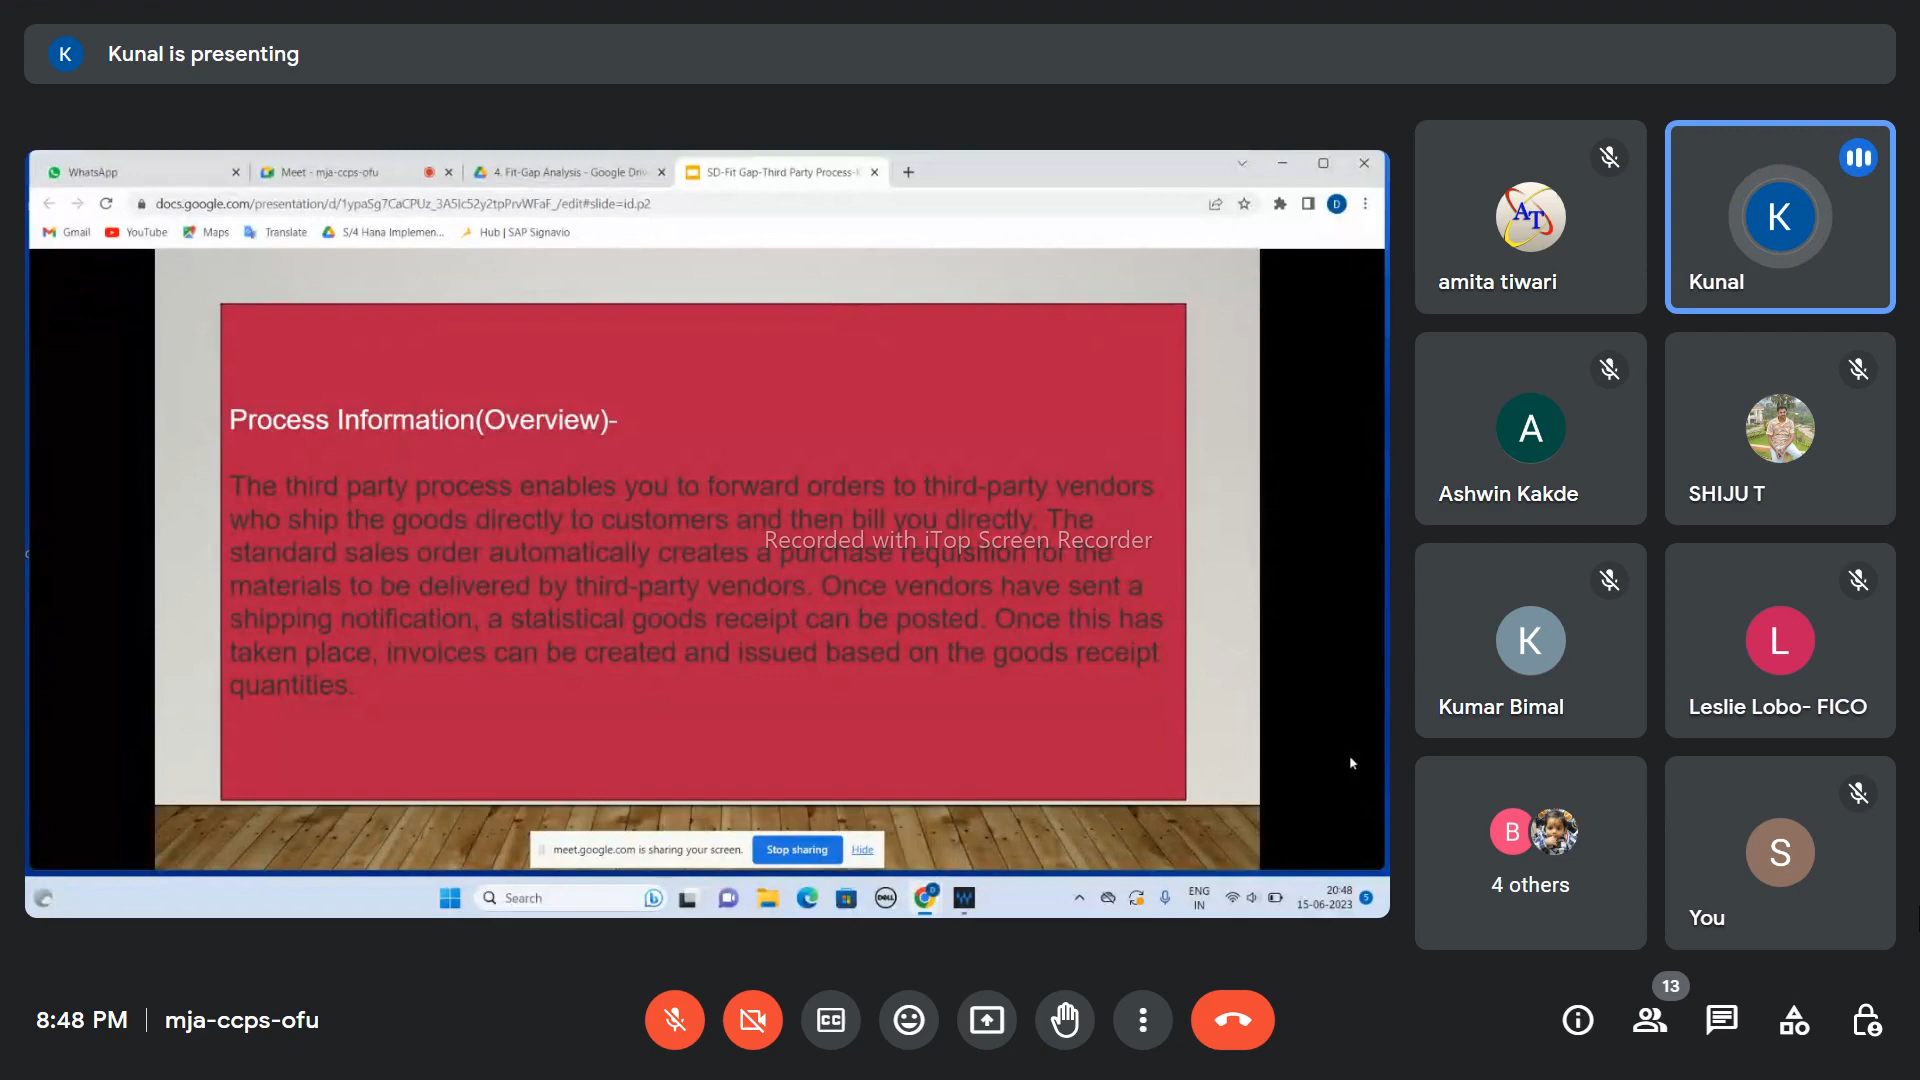 K Kunal is presenting
WhatsApp
Meet - mja-ccps-ofu
4. Fit-Gap Analysis - Google Driv
SD-Fit Gap-Third Party Process-K
docs.google.com/presentation/d/1ypaSg7CaCPUz_3A5Ic52y2tpPrvWFaF_/edit#slide=id.p2
D
Gmail YouTube Maps Translate S/4 Hana Implemen... Hub | SAP Signavio
Process Information(Overview)-
The third party process enables you to forward orders to third-party vendors
who ship the goods directly to customers and then bill you directly. The
standard sales order automatically creates a purchase requisition for the
materials to be delivered by third-party vendors. Once vendors have sent a
shipping notification, a statistical goods receipt can be posted. Once this has
taken place, invoices can be created and issued based on the goods receipt
quantities.
Recorded with iTop Screen Recorder
meet.google.com is sharing your screen. Stop sharing Hide
Search
DELL
D
ENG
IN
20:48
15-06-2023
5
AT
amita tiwari
K
Kunal
A
Ashwin Kakde
SHIJU T
K
Kumar Bimal
L
Leslie Lobo- FICO
B
4 others
S
You
8:48 PM mja-ccps-ofu
CC
13